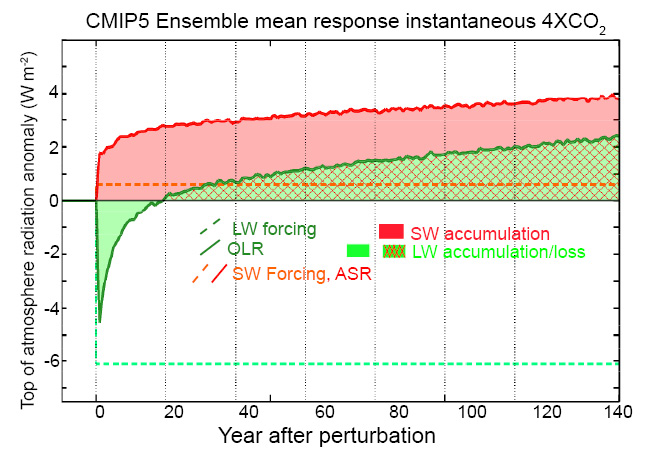 CMIP5 Ensemble mean response instantaneous 4XCO2
Top of atmosphere radiation anomaly (W m-2)
4
2
0
-2
-4
-6
LW forcing
OLR
SW Forcing, ASR
SW accumulation
LW accumulation/loss
0 20 40 60 80 100 120 140
Year after perturbation